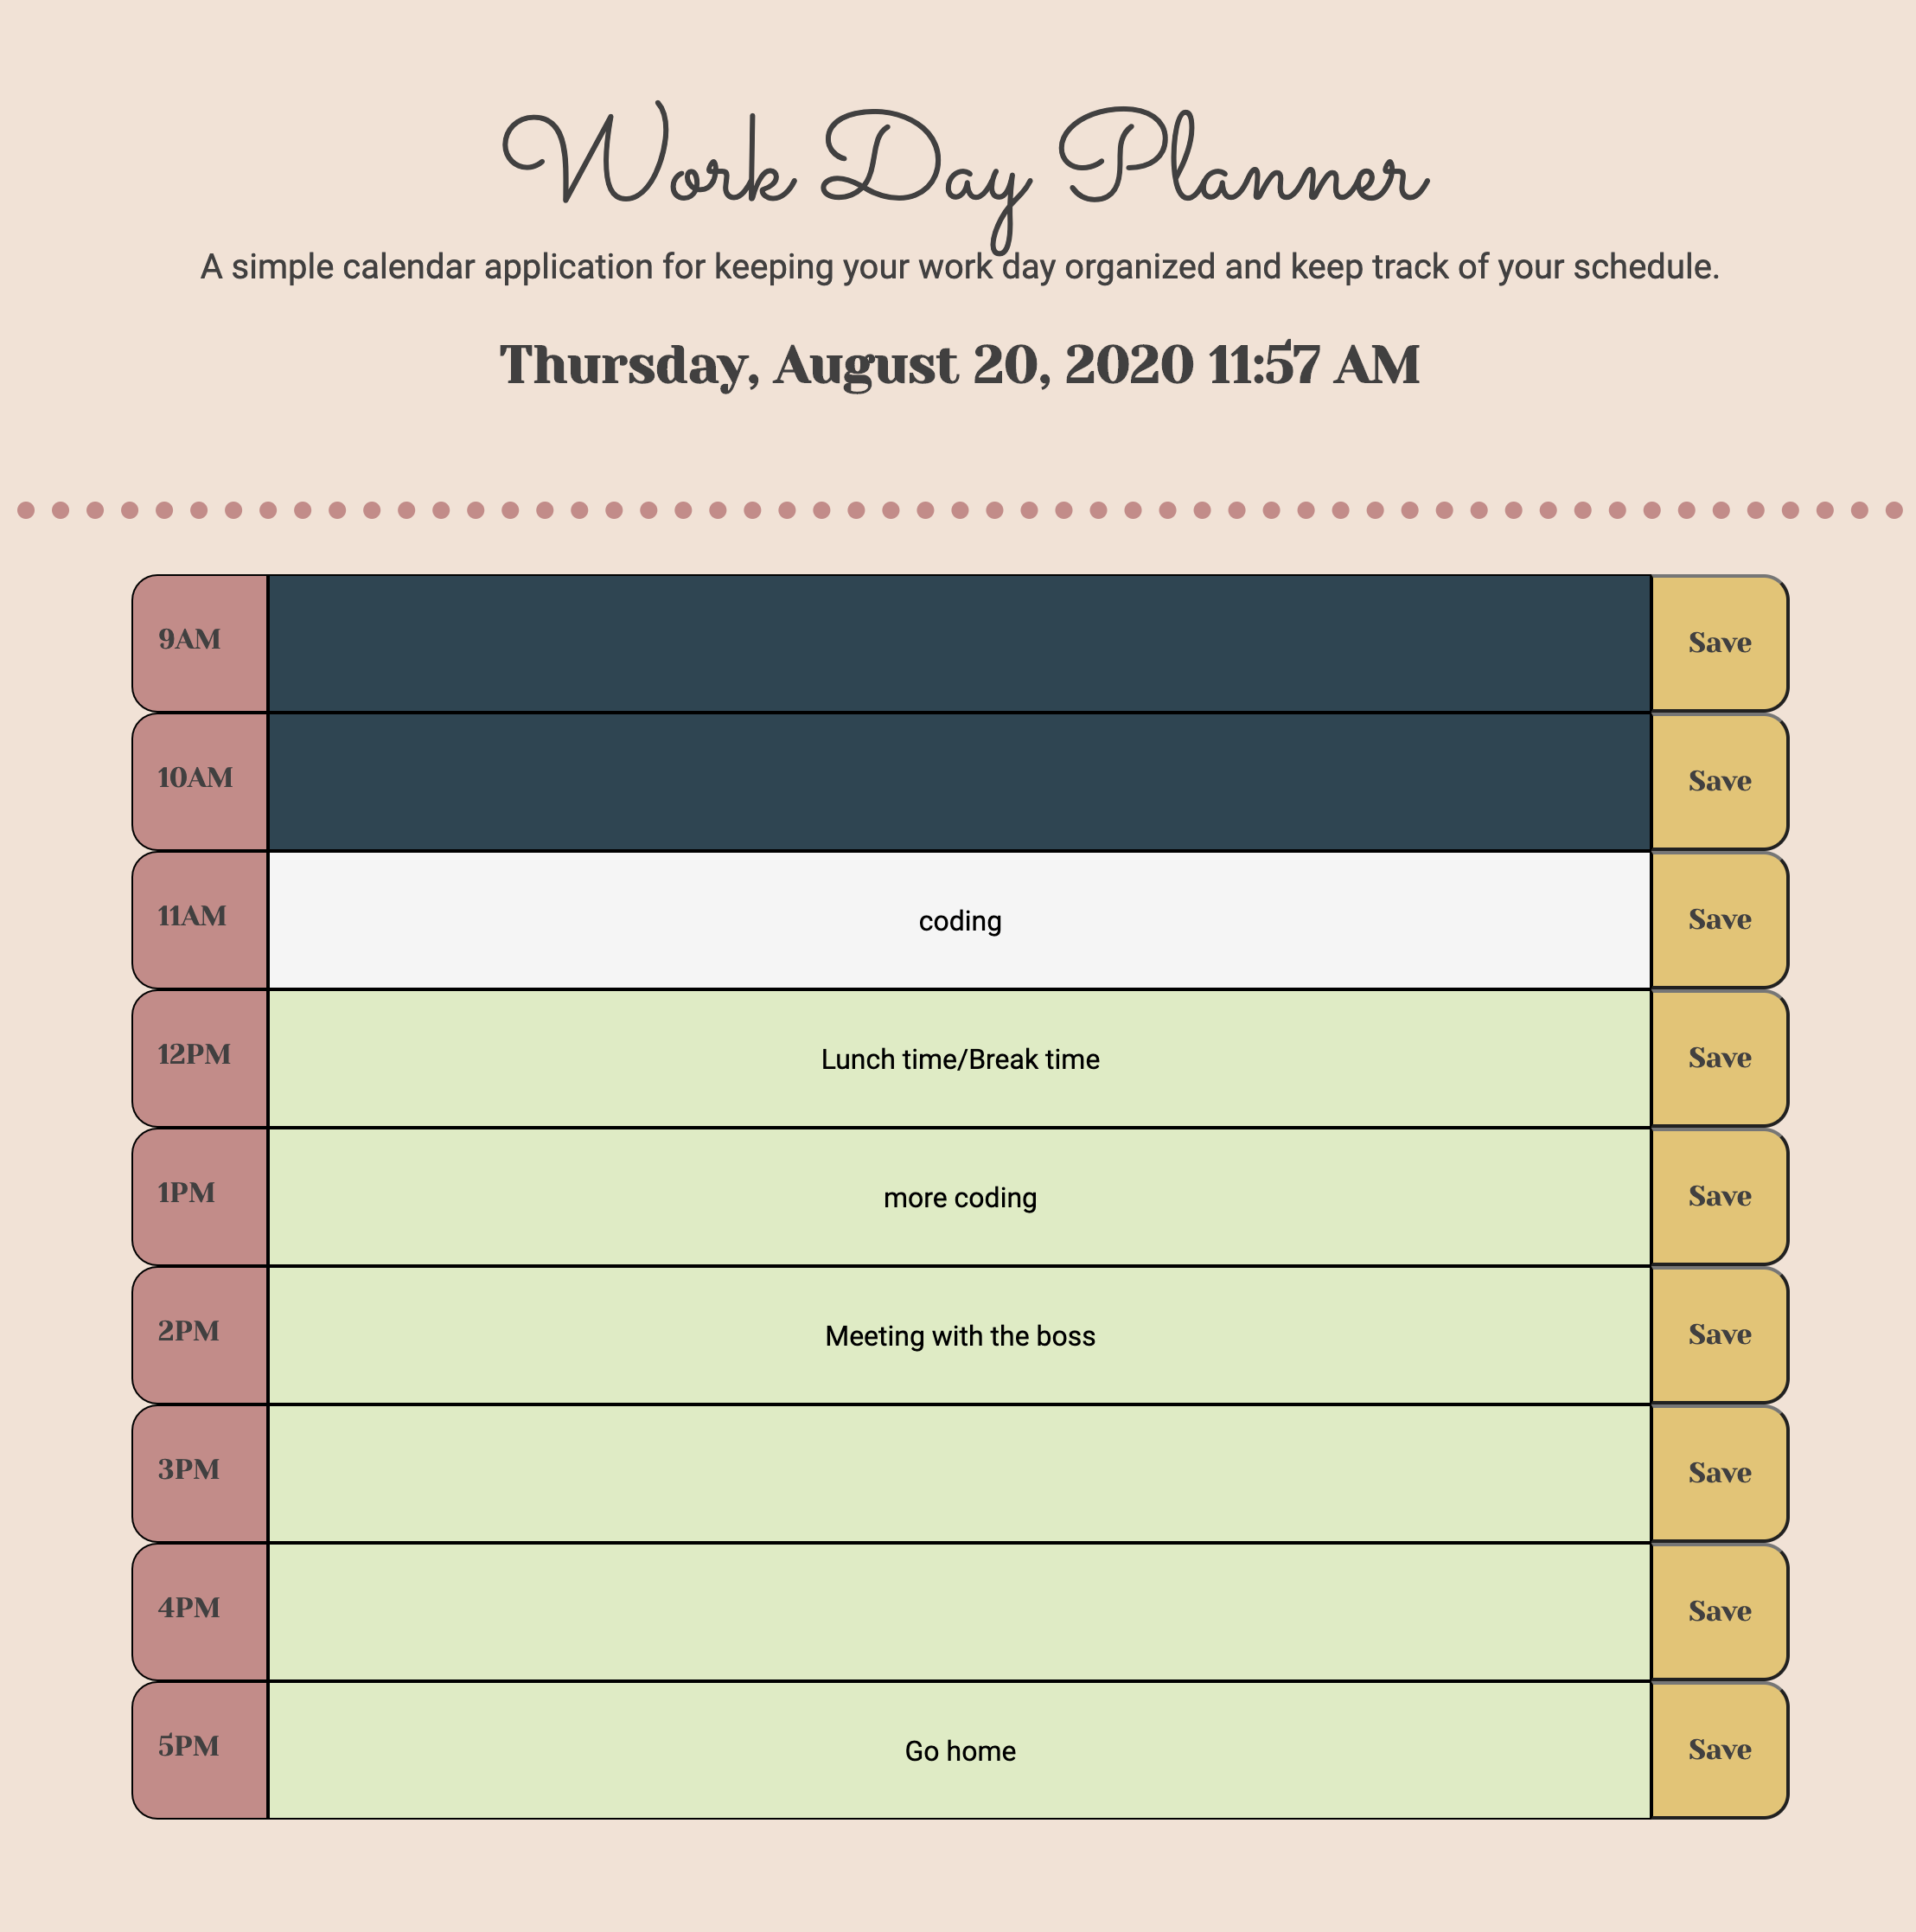 Work Day Planner
A simple calendar application for keeping your work day organized and keep track of your schedule.
Thursday, August 20, 2020 11:57 AM
9AM Save
10AM Save
11AM coding Save
12PM Lunch time/Break time Save
1PM more coding Save
2PM Meeting with the boss Save
3PM Save
4PM Save
5PM Go home Save